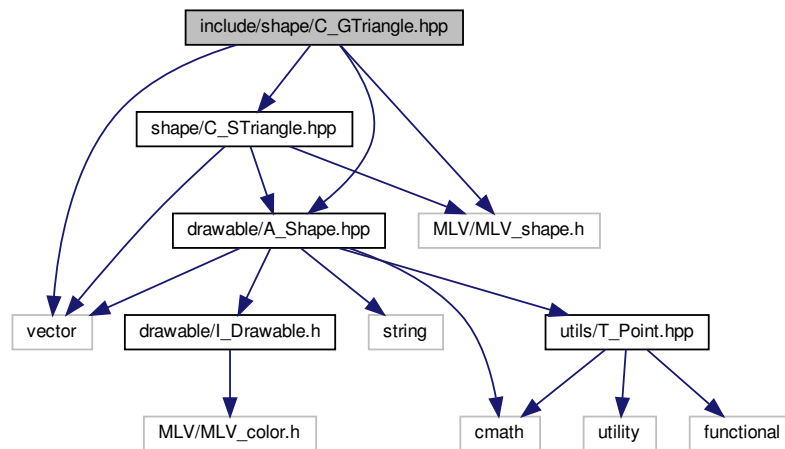 include/shape/C_GTriangle.hpp
shape/C_STriangle.hpp
drawable/A_Shape.hpp
MLV/MLV_shape.h
vector
drawable/I_Drawable.h
string
utils/T_Point.hpp
MLV/MLV_color.h
cmath
utility
functional